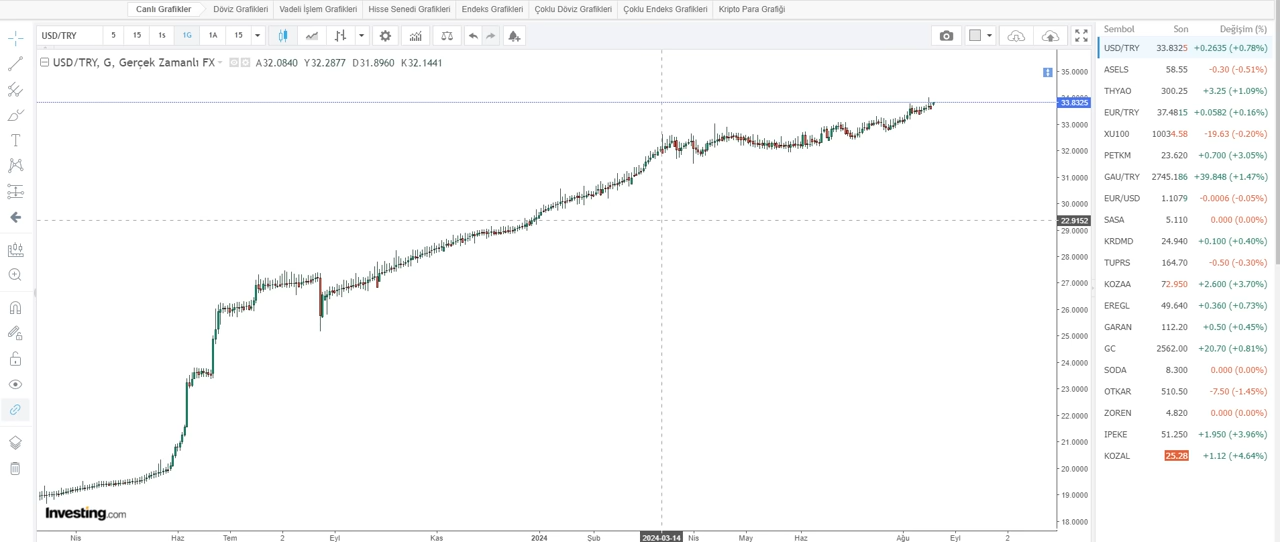 Canlı Grafikler Döviz Grafikleri Vadeli İşlem Grafikleri Hisse Senedi Grafikleri Endeks Grafikleri Çoklu Döviz Grafikleri Çoklu Endeks Grafikleri Kripto Para Grafiği
USD/TRY 5 15 1s 1G 1A 15
USD/TRY, G, Gerçek Zamanlı FX A32.0840 Y32.2877 D31.8960 K32.1441
35.0000
33.8325
33.0000
32.0000
31.0000
30.0000
22.9152
29.0000
28.0000
27.0000
26.0000
25.0000
24.0000
23.0000
22.0000
21.0000
20.0000
19.0000
18.0000
Investing.com
Nis Haz Tem 2 Eyl Kas 2024 Şub 2024-03-14 Nis May Haz Ağu Eyl 2
Sembol Son Değişim (%)
USD/TRY 33.8325 +0.2635 (+0.78%)
ASELS 58.55 -0.30 (-0.51%)
THYAO 300.25 +3.25 (+1.09%)
EUR/TRY 37.4815 +0.0582 (+0.16%)
XU100 10034.58 -19.63 (-0.20%)
PETKM 23.620 +0.700 (+3.05%)
GAU/TRY 2745.186 +39.848 (+1.47%)
EUR/USD 1.1079 -0.0006 (-0.05%)
SASA 5.110 0.000 (0.00%)
KRDMD 24.940 +0.100 (+0.40%)
TUPRS 164.70 -0.50 (-0.30%)
KOZAA 72.950 +2.600 (+3.70%)
EREGL 49.640 +0.360 (+0.73%)
GARAN 112.20 +0.50 (+0.45%)
GC 2562.00 +20.70 (+0.81%)
SODA 8.300 0.000 (0.00%)
OTKAR 510.50 -7.50 (-1.45%)
ZOREN 4.820 0.000 (0.00%)
IPEKE 51.250 +1.950 (+3.96%)
KOZAL 25.28 +1.12 (+4.64%)